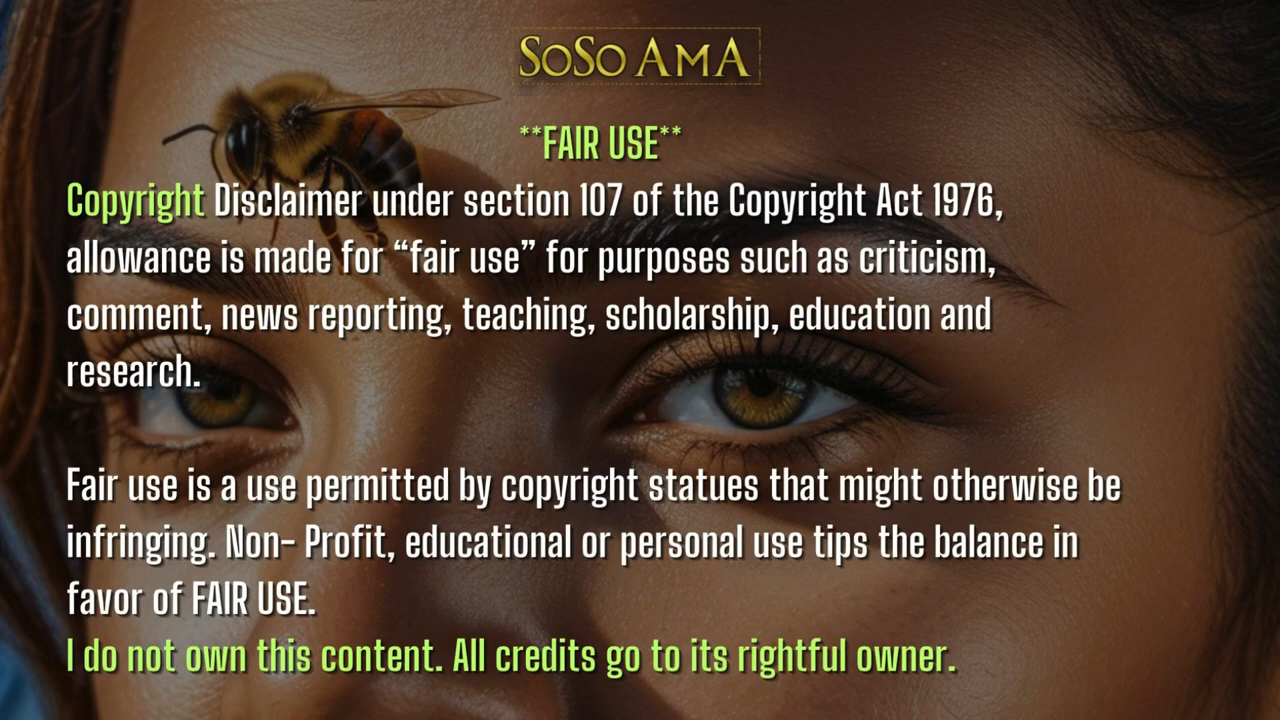 SoSo AmA
**FAIR USE**
Copyright Disclaimer under section 107 of the Copyright Act 1976,
allowance is made for “fair use” for purposes such as criticism,
comment, news reporting, teaching, scholarship, education and
research.
Fair use is a use permitted by copyright statues that might otherwise be
infringing. Non- Profit, educational or personal use tips the balance in
favor of FAIR USE.
I do not own this content. All credits go to its rightful owner.